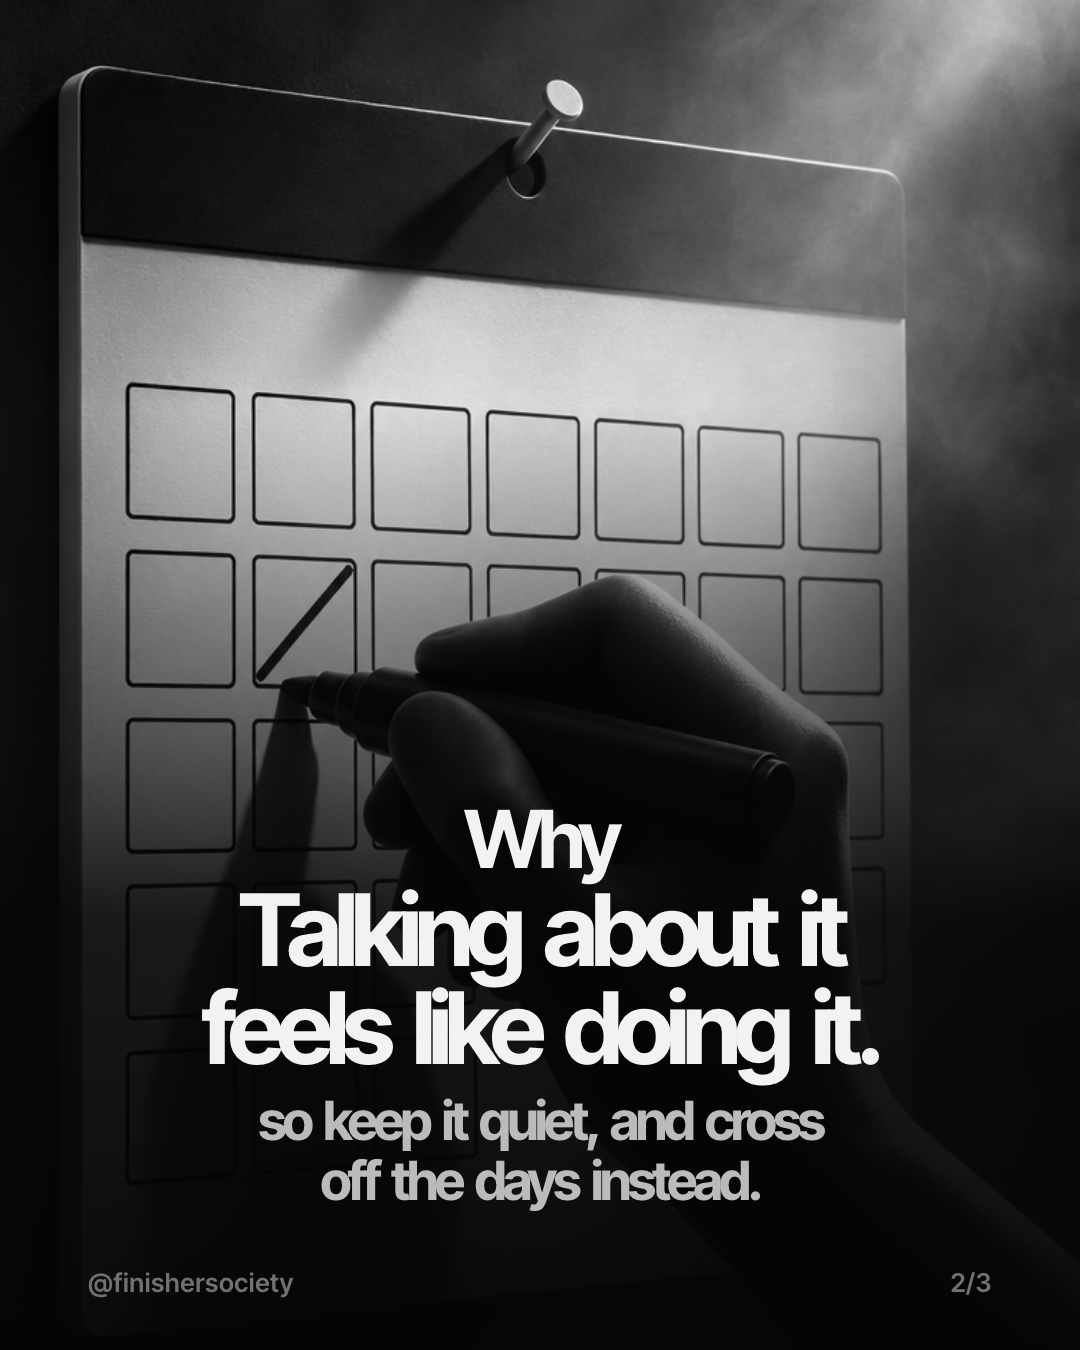 Why
Talking about it
feels like doing it.
so keep it quiet, and cross
off the days instead.
@finishersociety
2/3